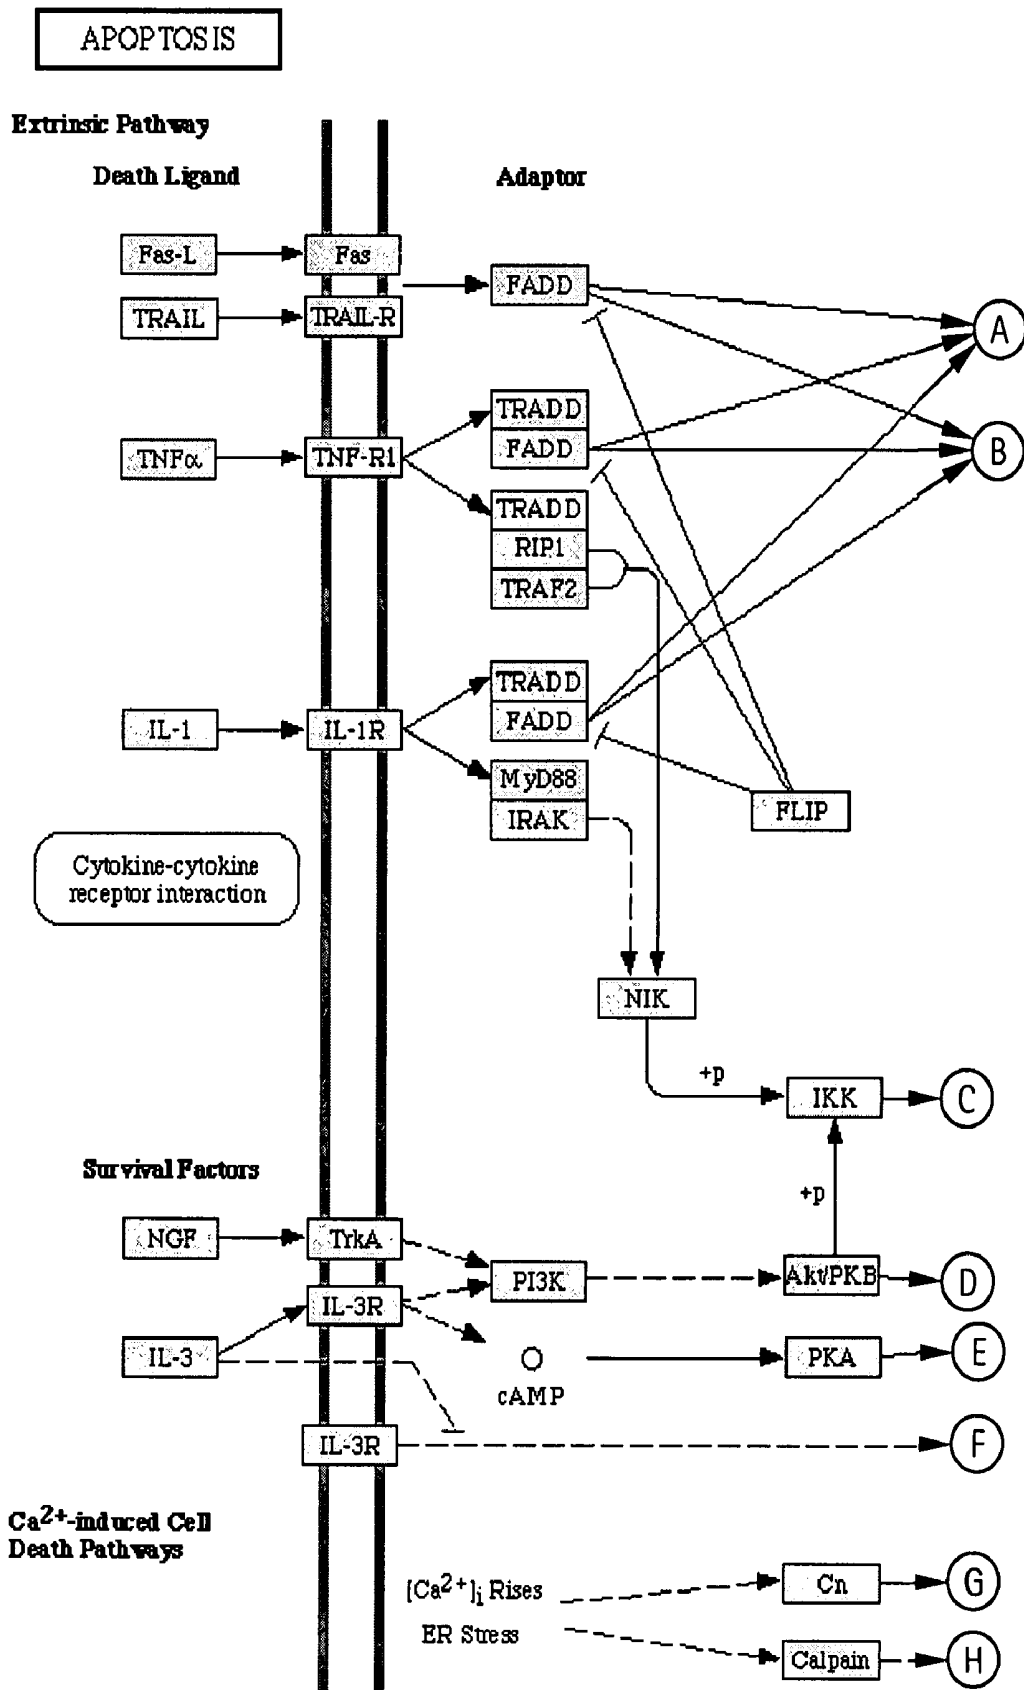 APOPTOSIS
Extrinsic Pathway
Death Ligand
Adaptor
Fas-L
Fas
FADD
TRAIL
TRAIL-R
A
TRADD
TNFα
TNF-R1
FADD
B
TRADD
RIP1
TRAF2
TRADD
IL-1
IL-1R
FADD
MyD88
IRAK
FLIP
Cytokine-cytokine
receptor interaction
NIK
+p
IKK
C
Survival Factors
+p
NGF
TrkA
PI3K
Akt/PKB
D
IL-3R
IL-3
cAMP
PKA
E
IL-3R
F
Ca2+-induced Cell
Death Pathways
[Ca2+]i Rises
Cn
G
ER Stress
Calpain
H